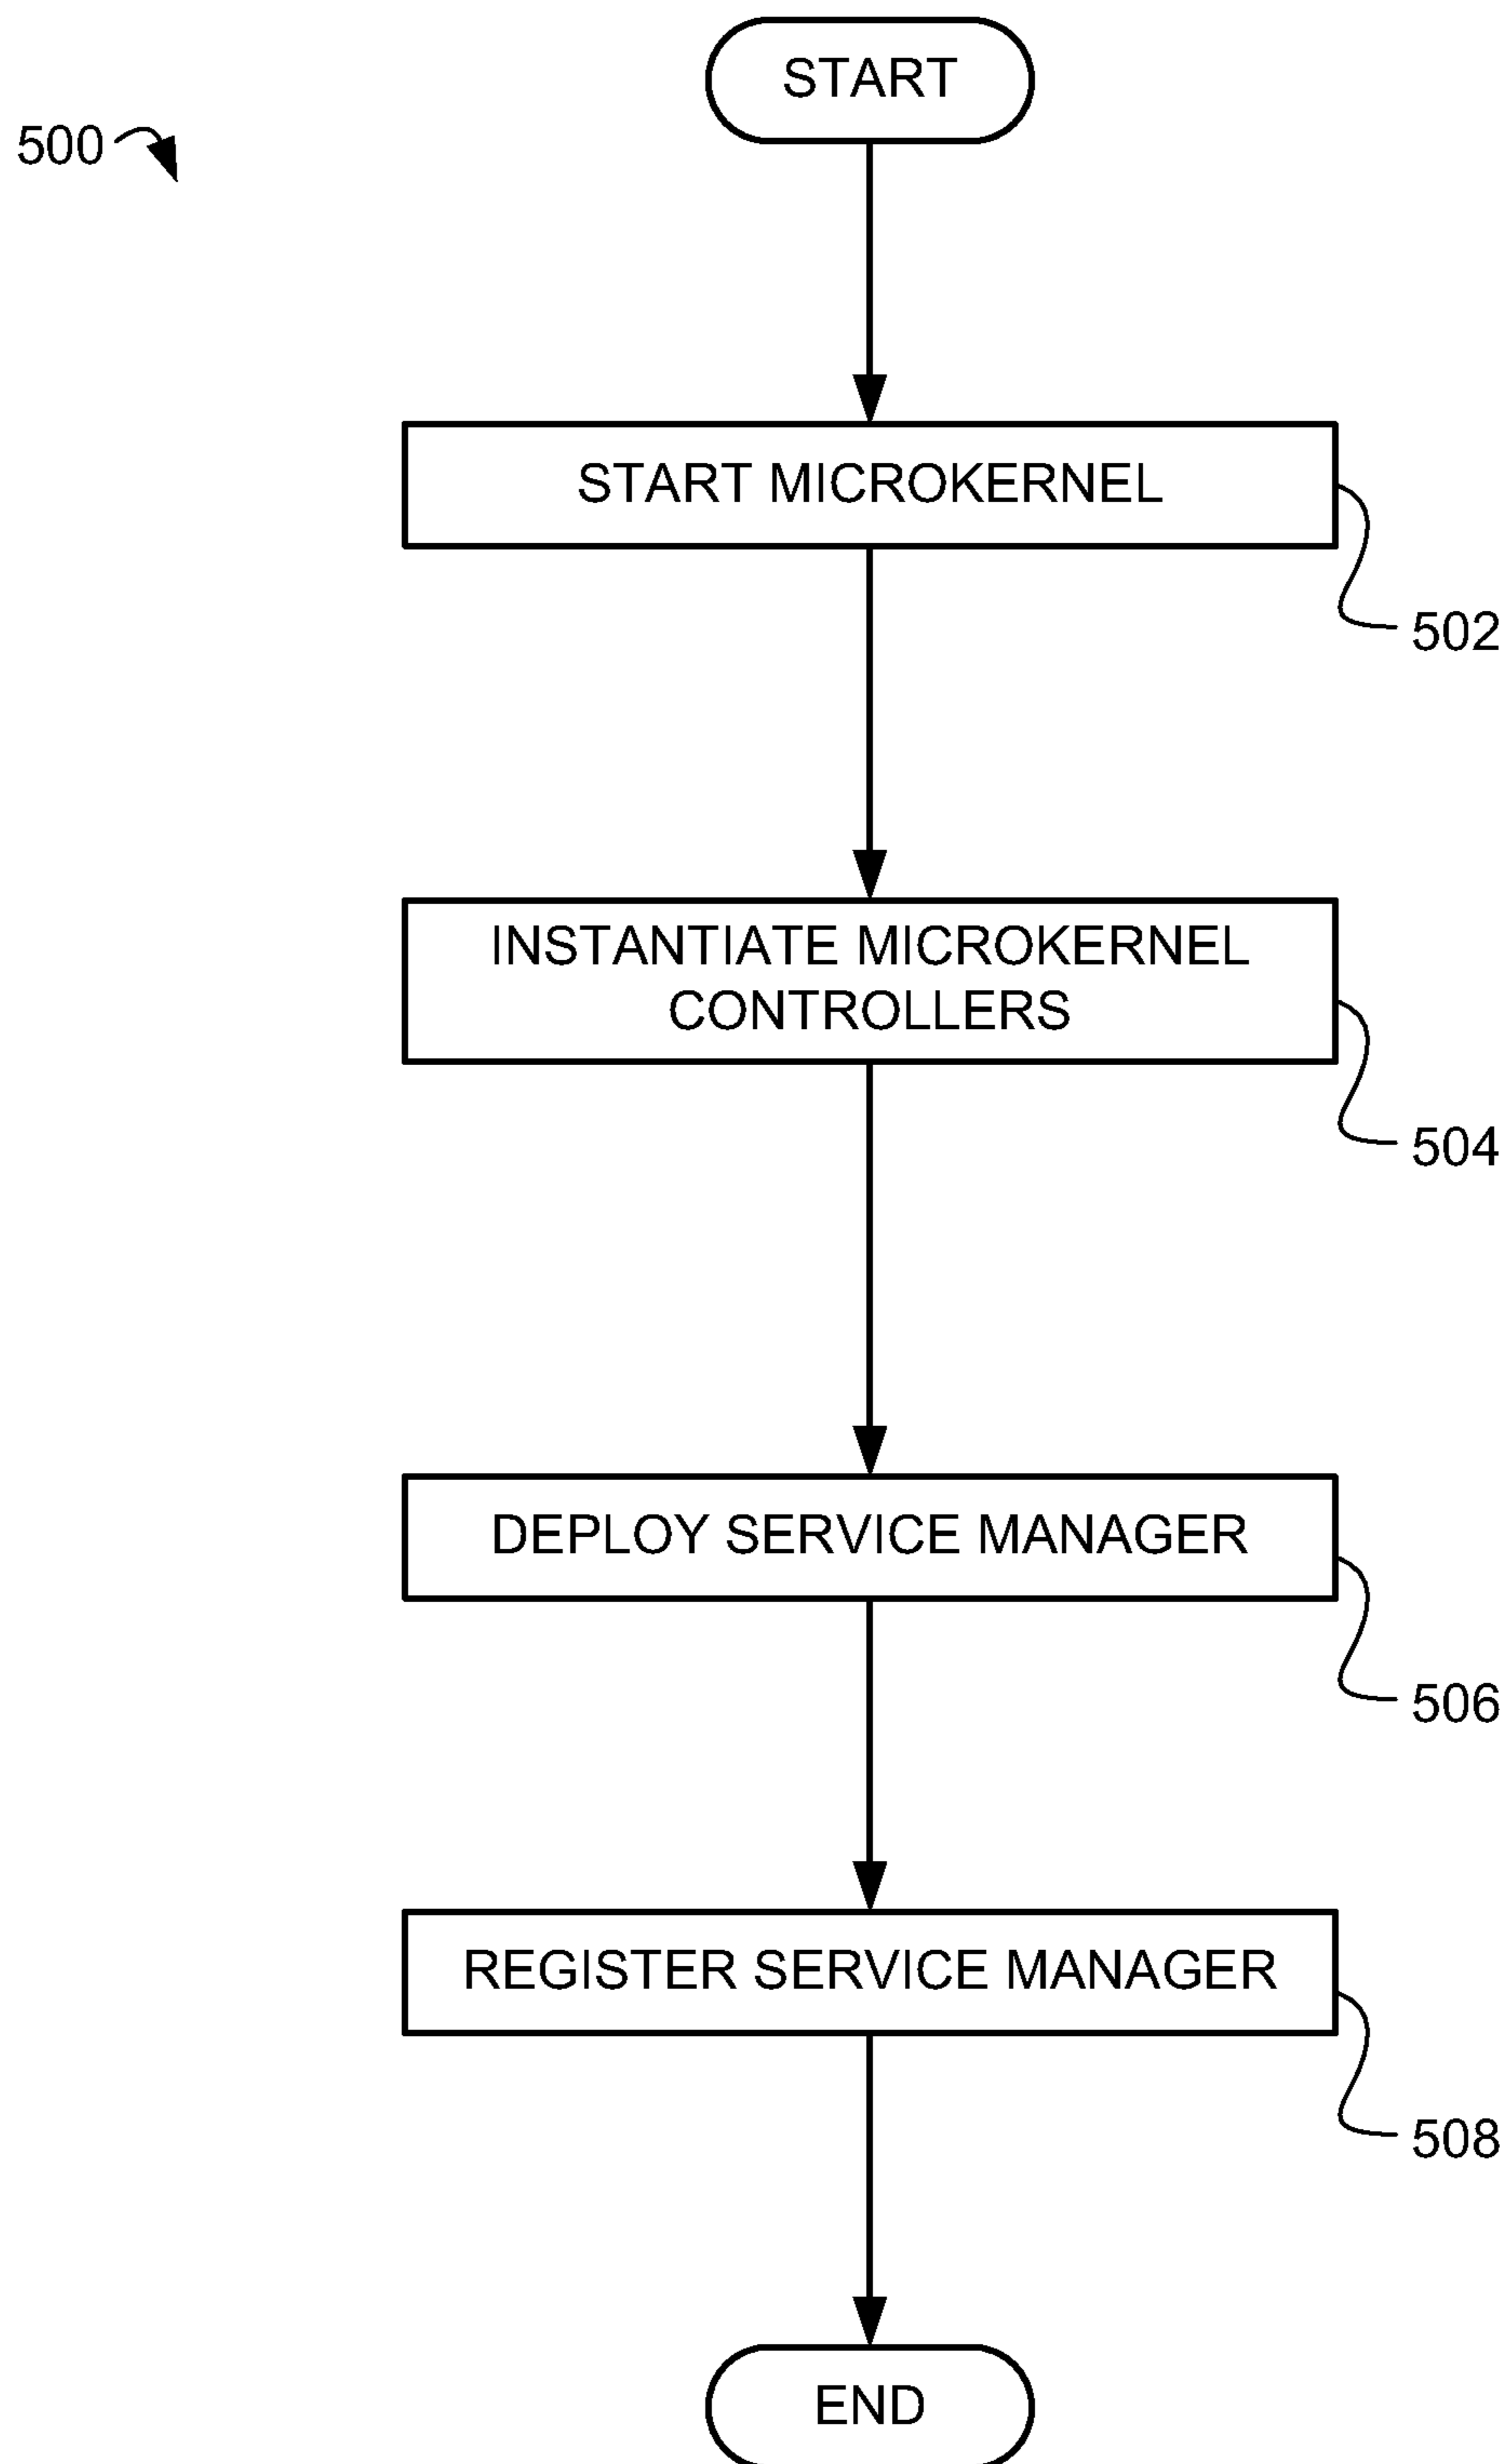 START
500
START MICROKERNEL
502
INSTANTIATE MICROKERNEL
CONTROLLERS
504
DEPLOY SERVICE MANAGER
506
REGISTER SERVICE MANAGER
508
END